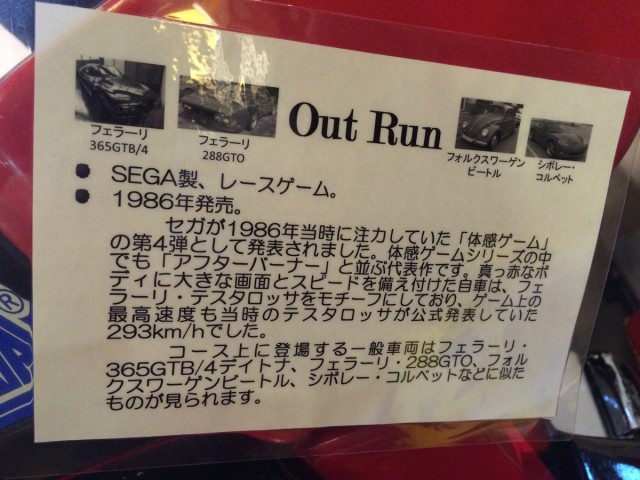 Out Run
フェラーリ
365GTB/4
フェラーリ
288GTO
フォルクスワーゲン
ビートル
シボレー・
コルベット
● SEGA製、レースゲーム。
● 1986年発売。
セガが1986年当時に注力していた「体感ゲーム」
の第4弾として発表されました。体感ゲームシリーズの中
でも「アフターバーナー」と並ぶ代表作です。真っ赤なボ
ディに大きな画面とスピードを備え付けた自車は、フェ
ラーリ・テスタロッサをモチーフにしており、ゲーム上の
最高速度も当時のテスタロッサが公式発表していた
293km/hでした。
コース上に登場する一般車両はフェラーリ・
365GTB/4デイトナ、フェラーリ・288GTO、フォル
クスワーゲンビートル、シボレー・コルベットなどに似た
ものが見られます。